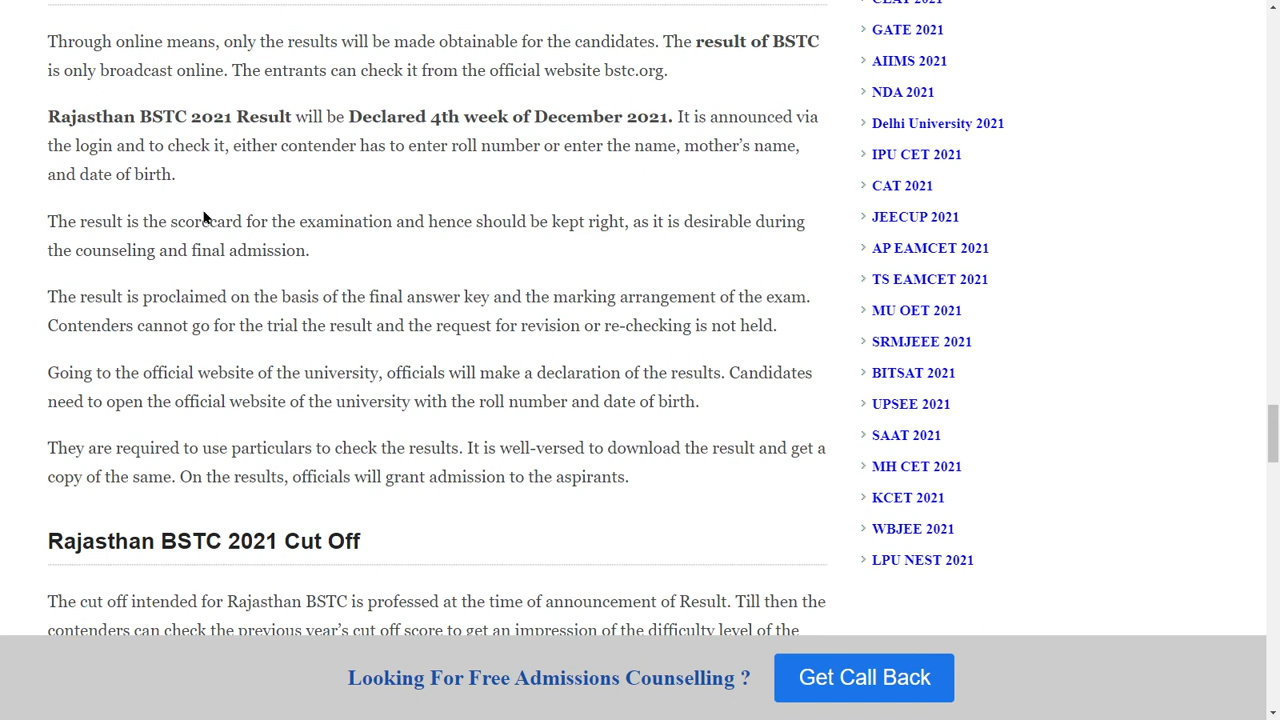 Through online means, only the results will be made obtainable for the candidates. The result of BSTC
is only broadcast online. The entrants can check it from the official website bstc.org.
Rajasthan BSTC 2021 Result will be Declared 4th week of December 2021. It is announced via
the login and to check it, either contender has to enter roll number or enter the name, mother's name,
and date of birth.
The result is the scorecard for the examination and hence should be kept right, as it is desirable during
the counseling and final admission.
The result is proclaimed on the basis of the final answer key and the marking arrangement of the exam.
Contenders cannot go for the trial the result and the request for revision or re-checking is not held.
Going to the official website of the university, officials will make a declaration of the results. Candidates
need to open the official website of the university with the roll number and date of birth.
They are required to use particulars to check the results. It is well-versed to download the result and get a
copy of the same. On the results, officials will grant admission to the aspirants.
Rajasthan BSTC 2021 Cut Off
The cut off intended for Rajasthan BSTC is professed at the time of announcement of Result. Till then the
contenders can check the previous year's cut off score to get an impression of the difficulty level of the
CLAT 2021
GATE 2021
AIIMS 2021
NDA 2021
Delhi University 2021
IPU CET 2021
CAT 2021
JEECUP 2021
AP EAMCET 2021
TS EAMCET 2021
MU OET 2021
SRMJEEE 2021
BITSAT 2021
UPSEE 2021
SAAT 2021
MH CET 2021
KCET 2021
WBJEE 2021
LPU NEST 2021
Looking For Free Admissions Counselling ?
Get Call Back